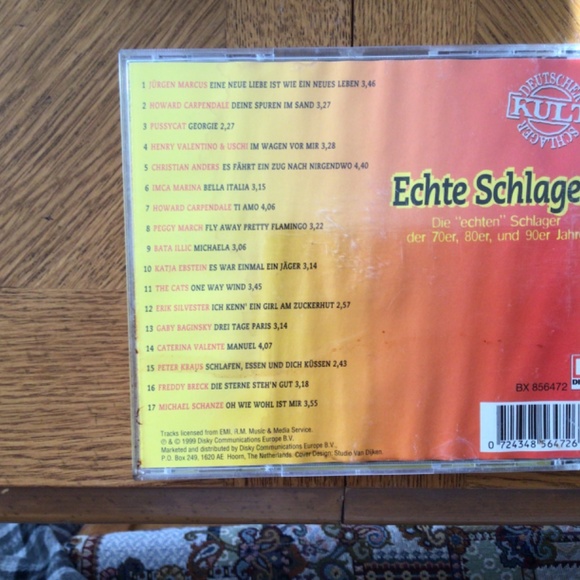 1 JÜRGEN MARCUS EINE NEUE LIEBE IST WIE EIN NEUES LEBEN 3,46
2 HOWARD CARPENDALE DEINE SPUREN IM SAND 3,27
3 PUSSYCAT GEORGIE 2,27
4 HENRY VALENTINO & USCHI IM WAGEN VOR MIR 3,28
5 CHRISTIAN ANDERS ES FÄHRT EIN ZUG NACH NIRGENDWO 4,40
6 IMCA MARINA BELLA ITALIA 3,15
7 HOWARD CARPENDALE TI AMO 4,06
8 PEGGY MARCH FLY AWAY PRETTY FLAMINGO 3,22
9 BATA ILLIC MICHAELA 3,06
10 KATJA EBSTEIN ES WAR EINMAL EIN JÄGER 3,14
11 THE CATS ONE WAY WIND 3,45
12 ERIK SILVESTER ICH KENN' EIN GIRL AM ZUCKERHUT 2,57
13 GABY BAGINSKY DREI TAGE PARIS 3,14
14 CATERINA VALENTE MANUEL 4,07
15 PETER KRAUS SCHLAFEN, ESSEN UND DICH KÜSSEN 2,43
16 FREDDY BRECK DIE STERNE STEH'N GUT 3,18
17 MICHAEL SCHANZE OH WIE WOHL IST MIR 3,55
Tracks licensed from EMI, I.I.M. Music & Media Service.
℗ & © 1999 Disky Communications Europe B.V.
Marketed and distributed by Disky Communications Europe B.V.,
P.O. Box 249, 1620 AE Hoorn, The Netherlands. Cover Design: Studio Van Dijken.
DEUTSCHER
KULT
SCHLAGER
Echte Schlage
Die "echten" Schlager
der 70er, 80er, und 90er Jahre
BX 856472
0 724348 564726